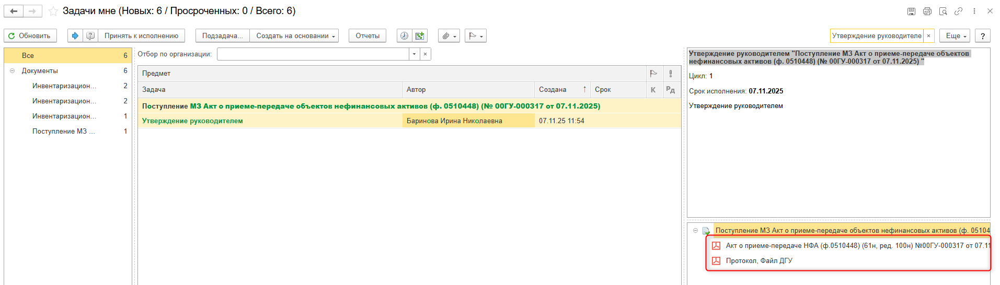 Задачи мне (Новых: 6 / Просроченных: 0 / Всего: 6)
Обновить
Принять к исполнению
Подзадача...
Создать на основании
Отчеты
Утверждение руководителе
×
Еще
?
Все 6
Документы 6
Инвентаризацион... 2
Инвентаризацион... 2
Инвентаризацион... 1
Поступление МЗ ... 1
Отбор по организации:
Предмет
Задача Автор Создана ↑ Срок К Рд
Поступление МЗ Акт о приеме-передаче объектов нефинансовых активов (ф. 0510448) (№ 00ГУ-000317 от 07.11.2025)
Утверждение руководителем Баринова Ирина Николаевна 07.11.25 11:54
Утверждение руководителем "Поступление МЗ Акт о приеме-передаче объектов
нефинансовых активов (ф. 0510448) (№ 00ГУ-000317 от 07.11.2025) "
Цикл: 1
Срок исполнения: 07.11.2025
Утверждение руководителем
Поступление МЗ Акт о приеме-передаче объектов нефинансовых активов (ф. 05104
Акт о приеме-передаче НФА (ф.0510448) (61н, ред. 100н) №00ГУ-000317 от 07.11
Протокол, Файл ДГУ